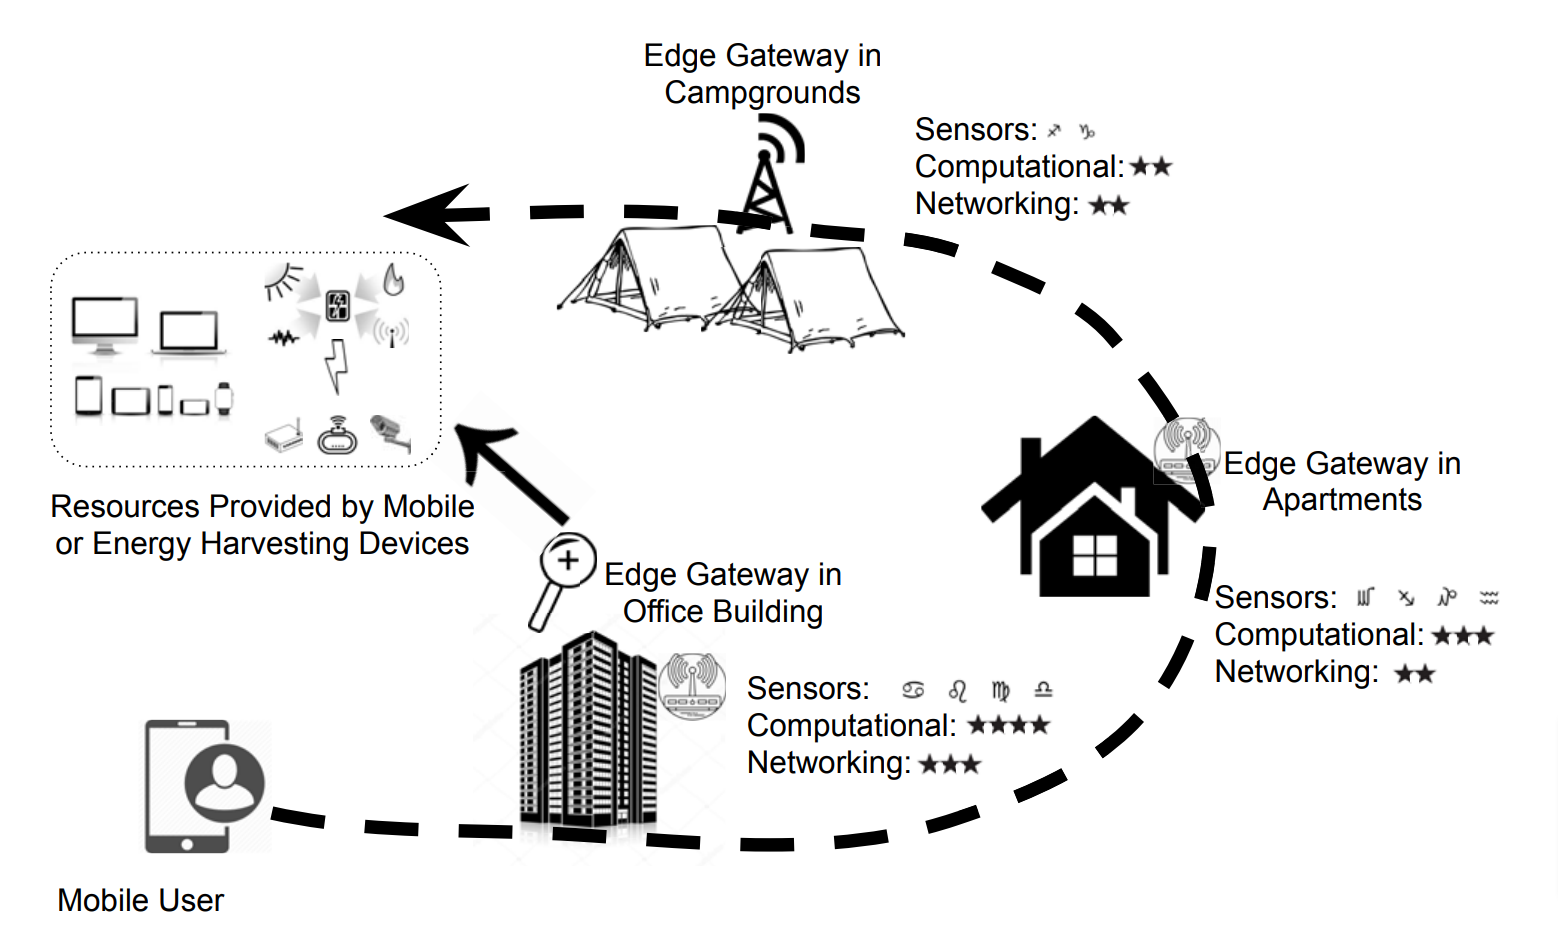 Edge Gateway in
Campgrounds
Sensors: ♐ ♑
Computational: ★★
Networking: ★★
Edge Gateway in
Apartments
Sensors: ♏ ♐ ♑ ♒
Computational: ★★★
Networking: ★★
Resources Provided by Mobile
or Energy Harvesting Devices
Edge Gateway in
Office Building
Sensors: ♋ ♌ ♍ ♎
Computational: ★★★★
Networking: ★★★
Mobile User